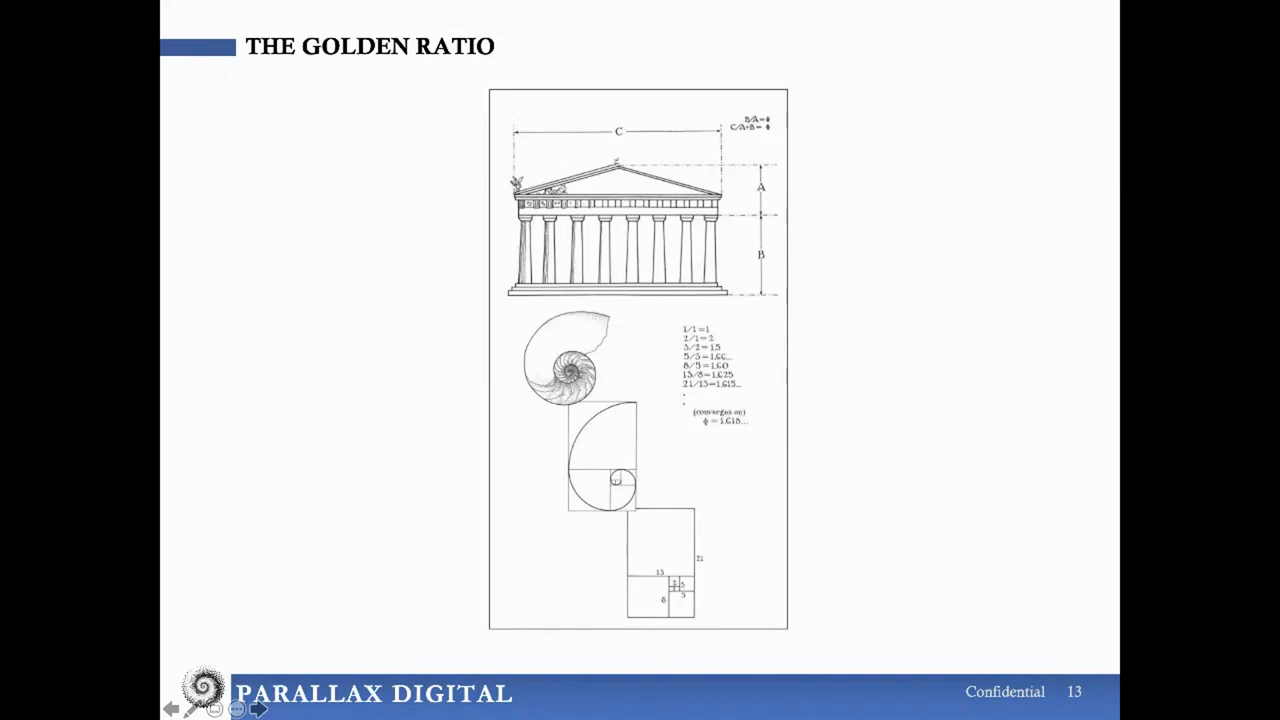 THE GOLDEN RATIO
B/A=ϕ
C/A+B= ϕ
C
A
B
1/1=1
2/1=2
3/2=1.5
5/3=1.66...
8/5=1.60
13/8=1.625
21/13=1.615...
.
.
(converges on)
ϕ = 1.618...
21
13
3
5
8
PARALLAX DIGITAL
Confidential 13